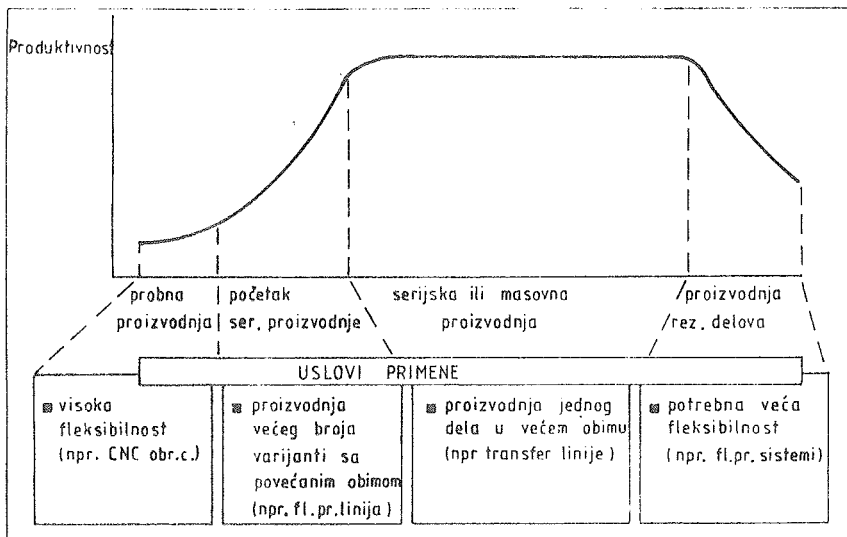 Produktivnost
probna
proizvodnja
početak
ser. proizvodnje
serijska ili masovna
proizvodnja
proizvodnja
rez. delova
USLOVI PRIMENE
visoka
fleksibilnost
(npr. CNC obr.c.)
proizvodnja
većeg broja
varijanti sa
povećanim obimom
(npr. fl.pr.linija)
proizvodnja jednog
dela u većem obimu
(npr transfer linije)
potrebna veća
fleksibilnost
(npr. fl.pr. sistemi)